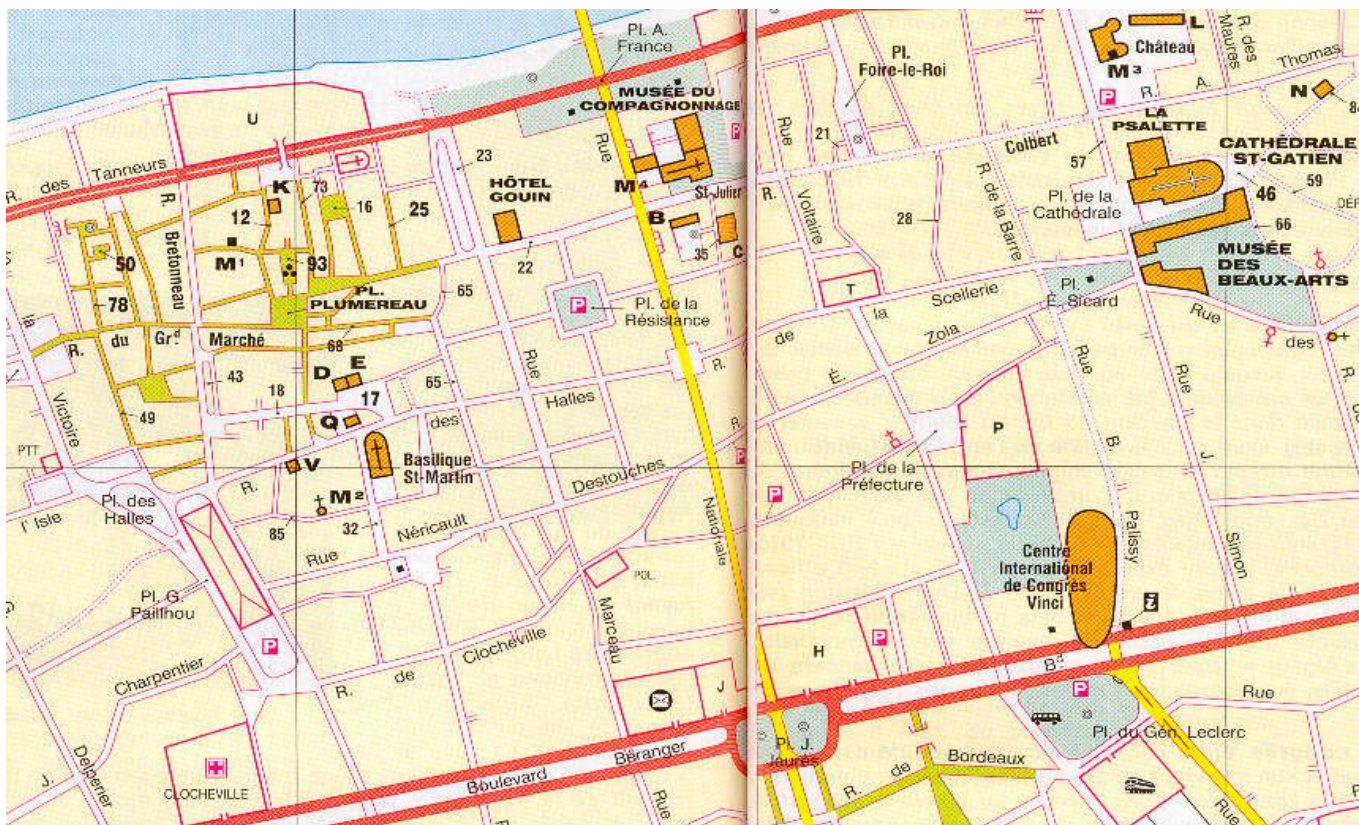 Pl. A.
France
MUSÉE DU
COMPAGNONNAGE
Pl.
Foire-le-Roi
L
Château
M³
R. des
Maures
R. A. Thomas
N
LA
PSALETTE
CATHÉDRALE
ST-GATIEN
46
59
66
57
Colbert
Pl. de la
Cathédrale
MUSÉE
DES
BEAUX-ARTS
U
R. des Tanneurs
K
73
12
16
25
23
HÔTEL
GOUIN
Rue
M⁴
St-Julien
B
35
C
22
R.
21
Rue
Voltaire
28
R. de la Barre
R.
Bretonneau
50
78
M¹
93
PL.
PLUMEREAU
65
Pl. de la
Résistance
T
de la Scellerie
Pl.
É. Sicard
Rue
des
R. du Grd Marché
68
43
18
49
D
E
17
Q
65
Rue
des Halles
R.
É. Zola
la
Victoire
PTT
V
R.
Basilique
St-Martin
M²
85
32
Pl. des
Halles
l'Isle
Rue Néricault Destouches
Nationale
P
Pl. de la
Préfecture
Rue
B. Palissy
Rue
J.
Simon
R.
Centre
International
de Congrès
Vinci
i
Pl. G.
Pailhou
P
POL.
Marceau
Charpentier
R. de Clocheville
J.
Delperier
CLOCHEVILLE
J
H
P
Bd
Boulevard Béranger
Pl. J.
Jaurès
P
Pl. du Gén. Leclerc
Rue
R. de Bordeaux
Rue
Rue